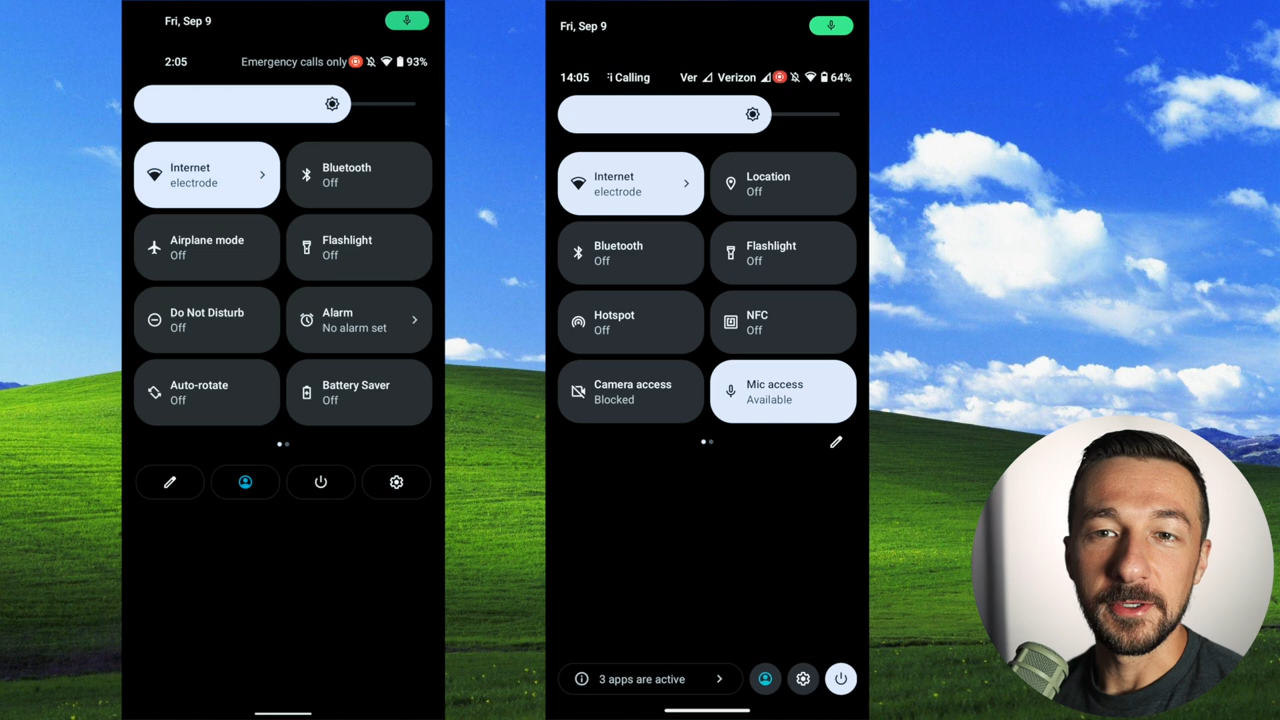 Fri, Sep 9
2:05 Emergency calls only 93%
Internet
electrode
Bluetooth
Off
Airplane mode
Off
Flashlight
Off
Do Not Disturb
Off
Alarm
No alarm set
Auto-rotate
Off
Battery Saver
Off
Fri, Sep 9
14:05 i Calling Ver Verizon 64%
Internet
electrode
Location
Off
Bluetooth
Off
Flashlight
Off
Hotspot
Off
NFC
Off
Camera access
Blocked
Mic access
Available
3 apps are active